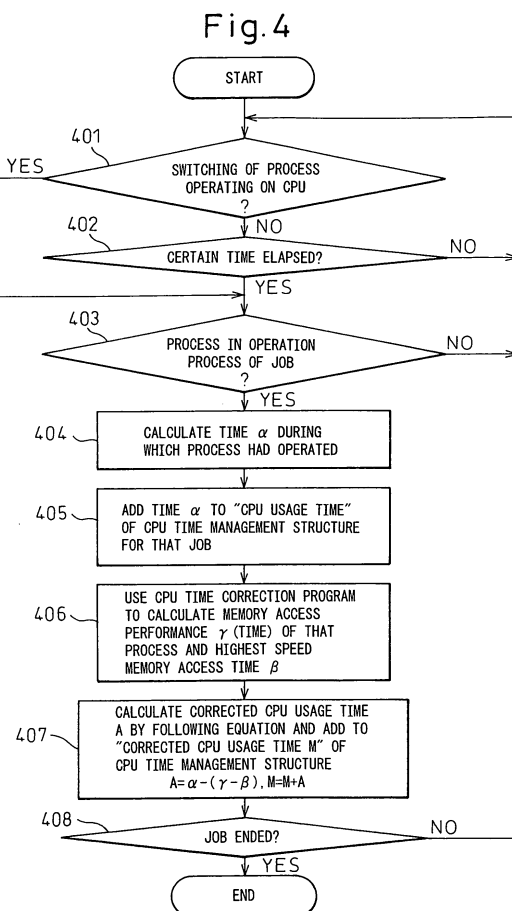 Fig.4
START
401
YES
SWITCHING OF PROCESS
OPERATING ON CPU
?
NO
402
CERTAIN TIME ELAPSED?
NO
YES
403
PROCESS IN OPERATION
PROCESS OF JOB
?
NO
YES
404
CALCULATE TIME α DURING
WHICH PROCESS HAD OPERATED
405
ADD TIME α TO "CPU USAGE TIME"
OF CPU TIME MANAGEMENT STRUCTURE
FOR THAT JOB
406
USE CPU TIME CORRECTION PROGRAM
TO CALCULATE MEMORY ACCESS
PERFORMANCE γ (TIME) OF THAT
PROCESS AND HIGHEST SPEED
MEMORY ACCESS TIME β
407
CALCULATE CORRECTED CPU USAGE TIME
A BY FOLLOWING EQUATION AND ADD TO
"CORRECTED CPU USAGE TIME M" OF
CPU TIME MANAGEMENT STRUCTURE
A=α-(γ-β), M=M+A
408
JOB ENDED?
NO
YES
END